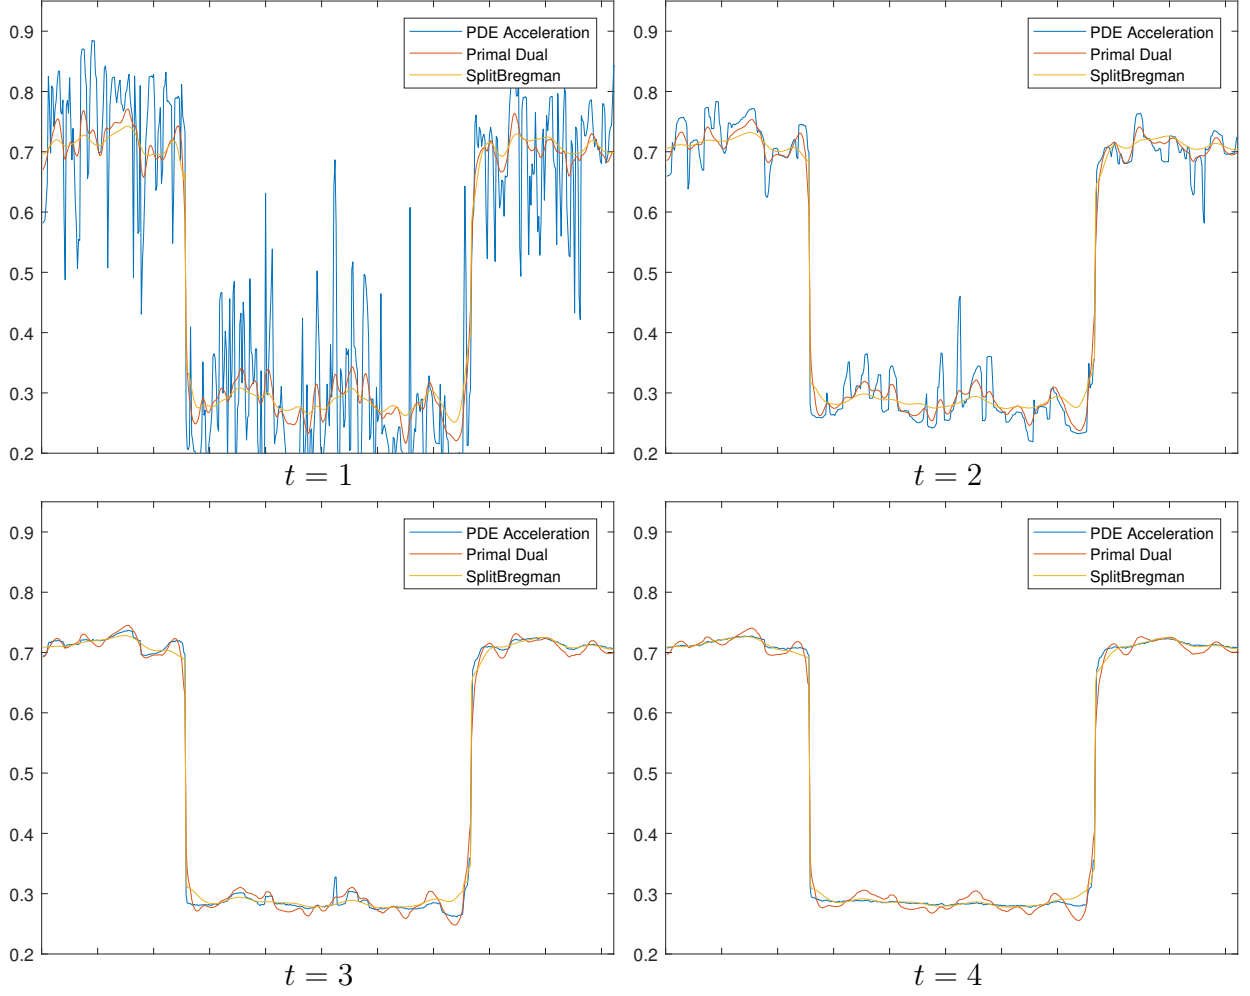 0.9
0.8
0.7
0.6
0.5
0.4
0.3
0.2
PDE Acceleration
Primal Dual
SplitBregman
t = 1
0.9
0.8
0.7
0.6
0.5
0.4
0.3
0.2
PDE Acceleration
Primal Dual
SplitBregman
t = 2
0.9
0.8
0.7
0.6
0.5
0.4
0.3
0.2
PDE Acceleration
Primal Dual
SplitBregman
t = 3
0.9
0.8
0.7
0.6
0.5
0.4
0.3
0.2
PDE Acceleration
Primal Dual
SplitBregman
t = 4